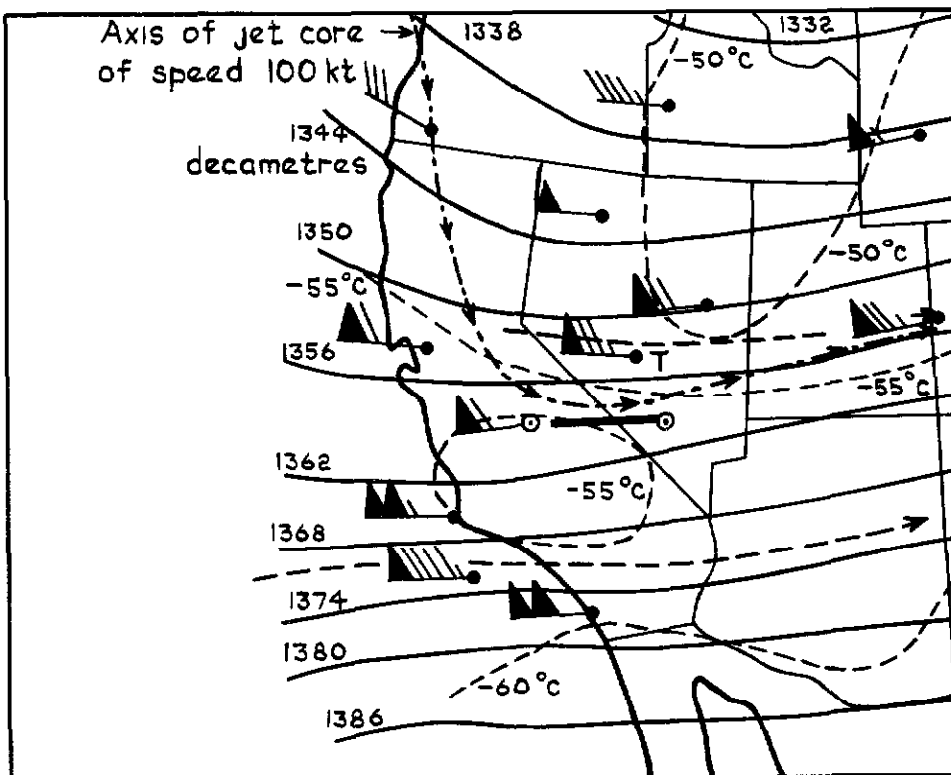 Axis of jet core
of speed 100 kt
1338
1332
-50°C
1344
decametres
1350
-50°C
-55°C
1356
T
-55°C
1362
-55°C
1368
1374
1380
-60°C
1386